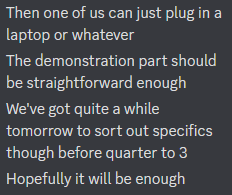 Then one of us can just plug in a
laptop or whatever
The demonstration part should
be straightforward enough
We've got quite a while
tomorrow to sort out specifics
though before quarter to 3
Hopefully it will be enough